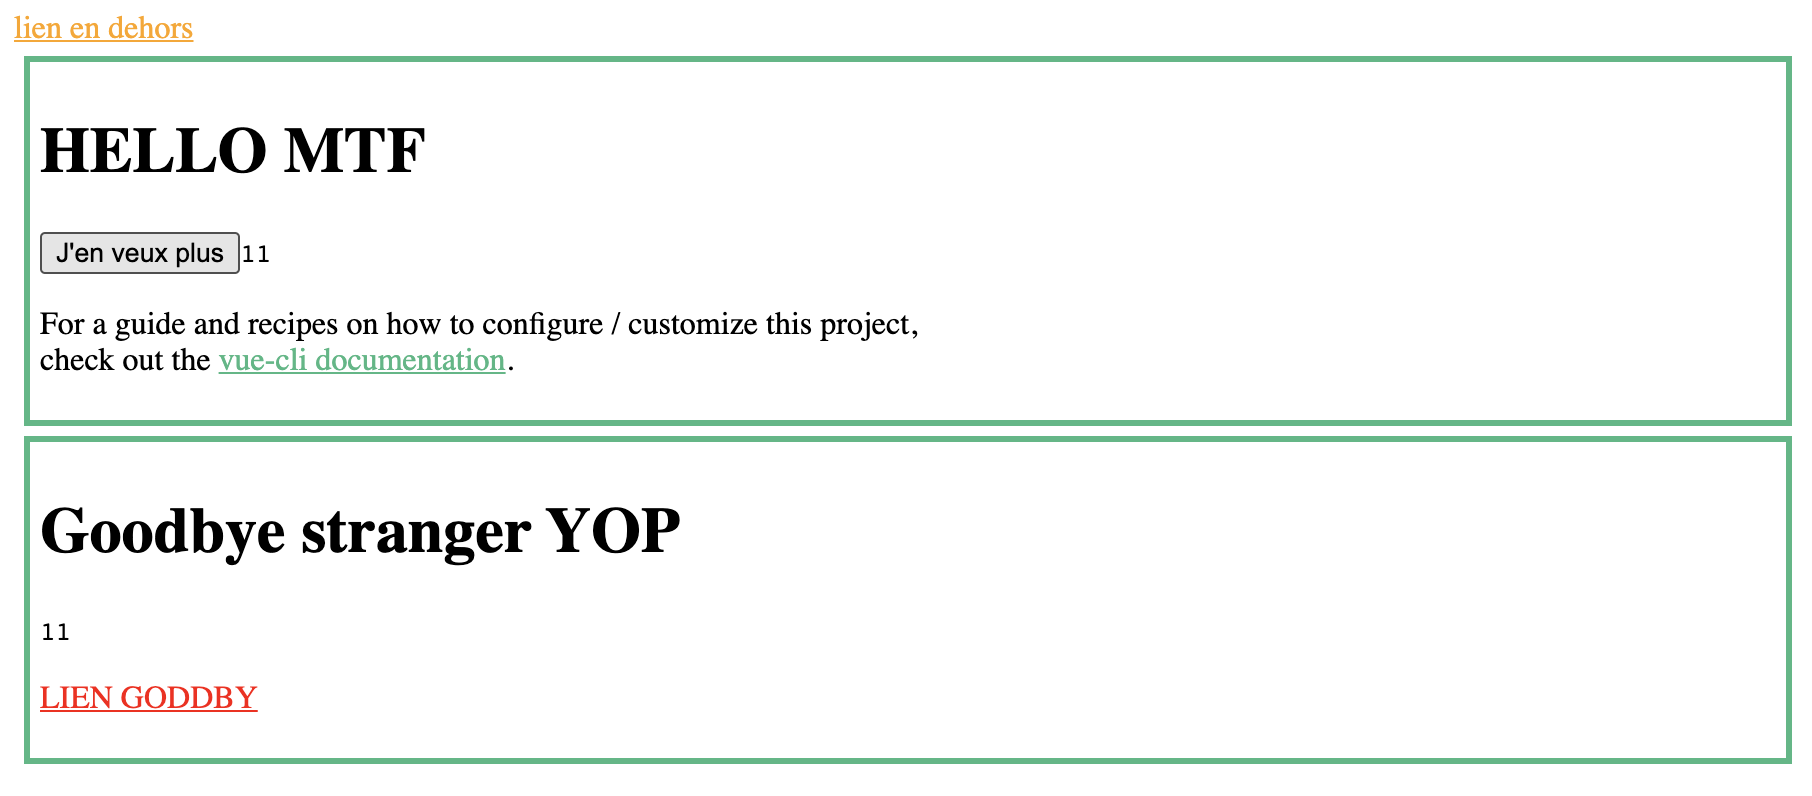 lien en dehors
HELLO MTF
J'en veux plus 11
For a guide and recipes on how to configure / customize this project,
check out the vue-cli documentation.
Goodbye stranger YOP
11
LIEN GODDBY